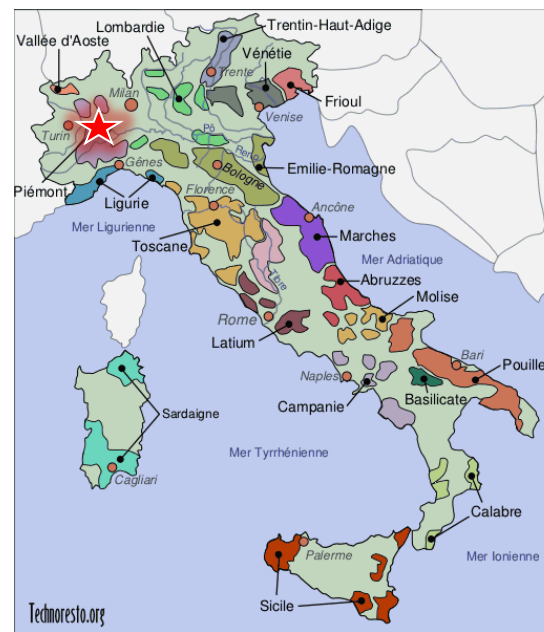 Trentin-Haut-Adige
Lombardie
Vallée d'Aoste
Vénétie
Trente
Milan
Frioul
Turin
Venise
Pô
Reno
Gênes
Bologne
Emilie-Romagne
Piémont
Florence
Ligurie
Ancône
Mer Ligurienne
Marches
Toscane
Mer Adriatique
Tibre
Abruzzes
Molise
Rome
Latium
Bari
Naples
Pouille
Campanie
Basilicate
Sardaigne
Mer Tyrrhénienne
Cagliari
Calabre
Palerme
Mer Ionienne
Sicile
Technoresto.org